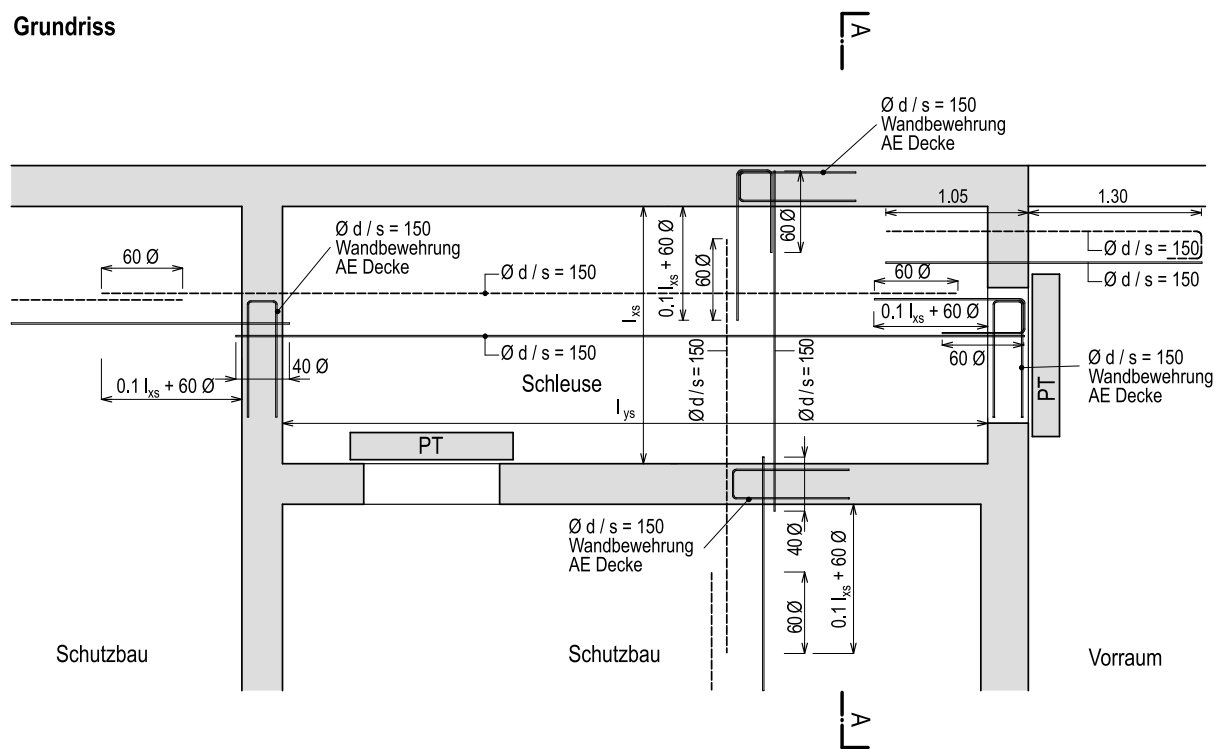 Grundriss
A
Ø d / s = 150
Wandbewehrung
AE Decke
1.05
1.30
Ø d / s = 150
Wandbewehrung
AE Decke
60 Ø
60 Ø
0.1 lxs + 60 Ø
60 Ø
Ø d / s = 150
Ø d / s = 150
60 Ø
Ø d / s = 150
lxs
0.1 lxs + 60 Ø
Ø d / s = 150
40 Ø
0.1 lxs + 60 Ø
Schleuse
Ø d / s = 150
Ø d / s = 150
60 Ø
Ø d / s = 150
Wandbewehrung
AE Decke
PT
lys
PT
Ø d / s = 150
Wandbewehrung
AE Decke
40 Ø
60 Ø
0.1 lxs + 60 Ø
Schutzbau
Schutzbau
Vorraum
A